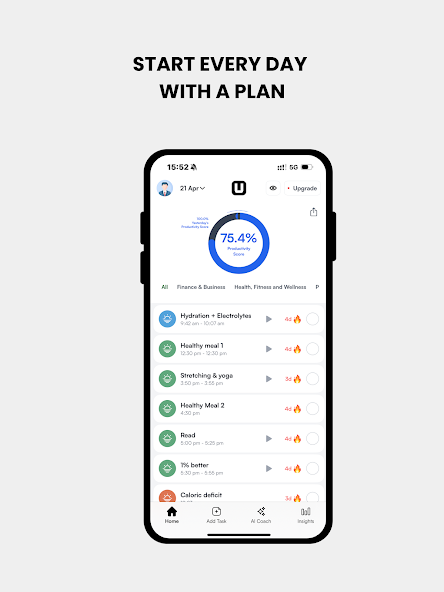 START EVERY DAY
WITH A PLAN
15:52
5G
21 Apr
U
Upgrade
Yesterday's
Productivity Score
75.4%
Productivity
Score
All
Finance & Business
Health, Fitness and Wellness
P
Hydration + Electrolytes
9:42 am - 10:07 am
4d
Healthy meal 1
12:30 pm - 12:30 pm
4d
Stretching & yoga
3:50 pm - 3:55 pm
3d
Healthy Meal 2
4:30 pm
4d
Read
5:00 pm - 5:25 pm
4d
1% better
5:30 pm - 5:55 pm
4d
Caloric deficit
3d
Home
Add Task
AI Coach
Insights